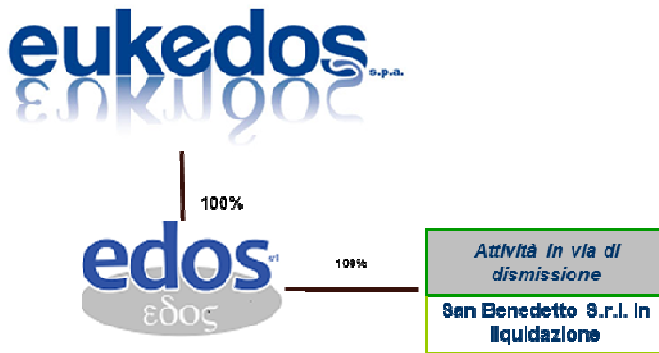 eukedos s.p.a.
100%
edos srl
εδος
100%
Attività in via di
dismissione
San Benedetto S.r.l. in
liquidazione